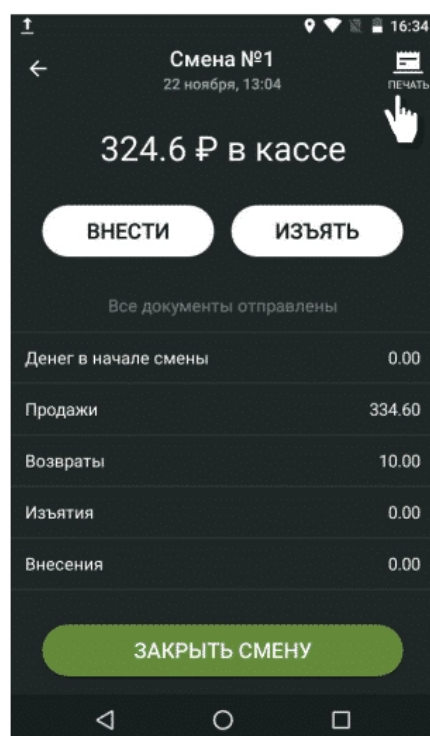 16:34
Смена №1
22 ноября, 13:04
ПЕЧАТЬ
324.6 ₽ в кассе
ВНЕСТИ ИЗЪЯТЬ
Все документы отправлены
Денег в начале смены 0.00
Продажи 334.60
Возвраты 10.00
Изъятия 0.00
Внесения 0.00
ЗАКРЫТЬ СМЕНУ